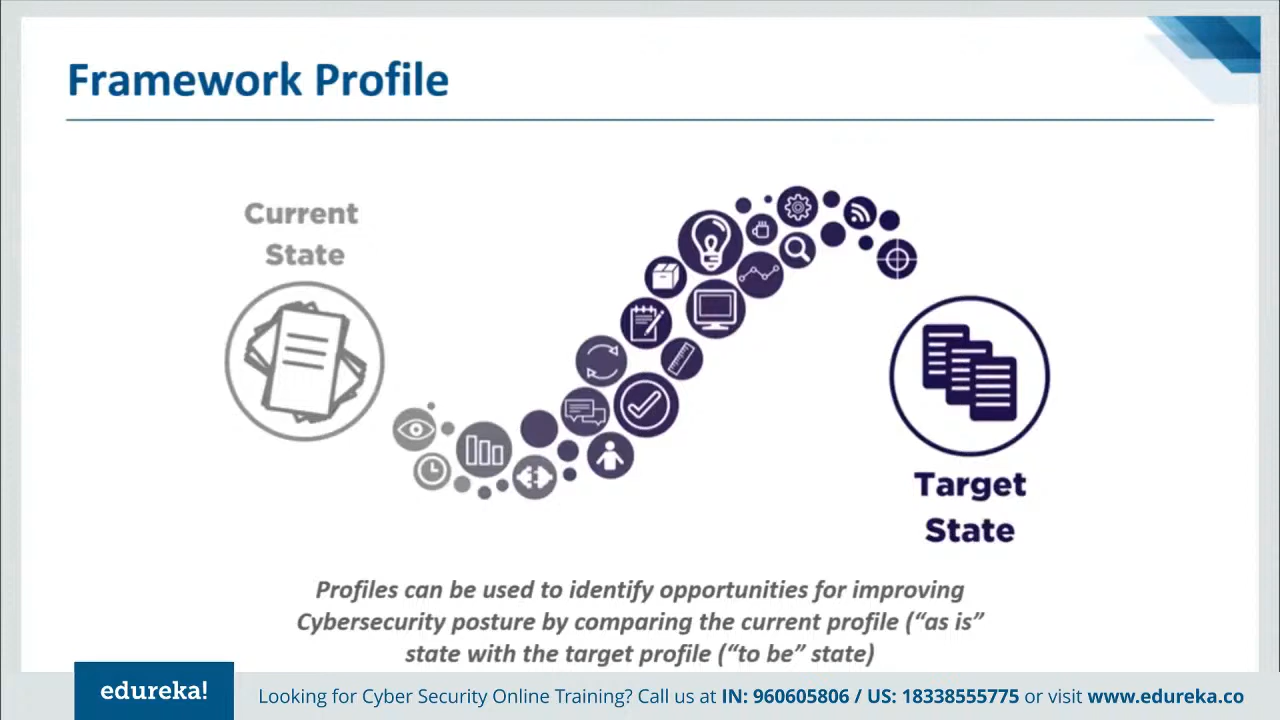 Framework Profile
Current
State
Target
State
Profiles can be used to identify opportunities for improving
Cybersecurity posture by comparing the current profile (“as is”
state with the target profile (“to be” state)
edureka!
Looking for Cyber Security Online Training? Call us at IN: 960605806 / US: 18338555775 or visit www.edureka.co